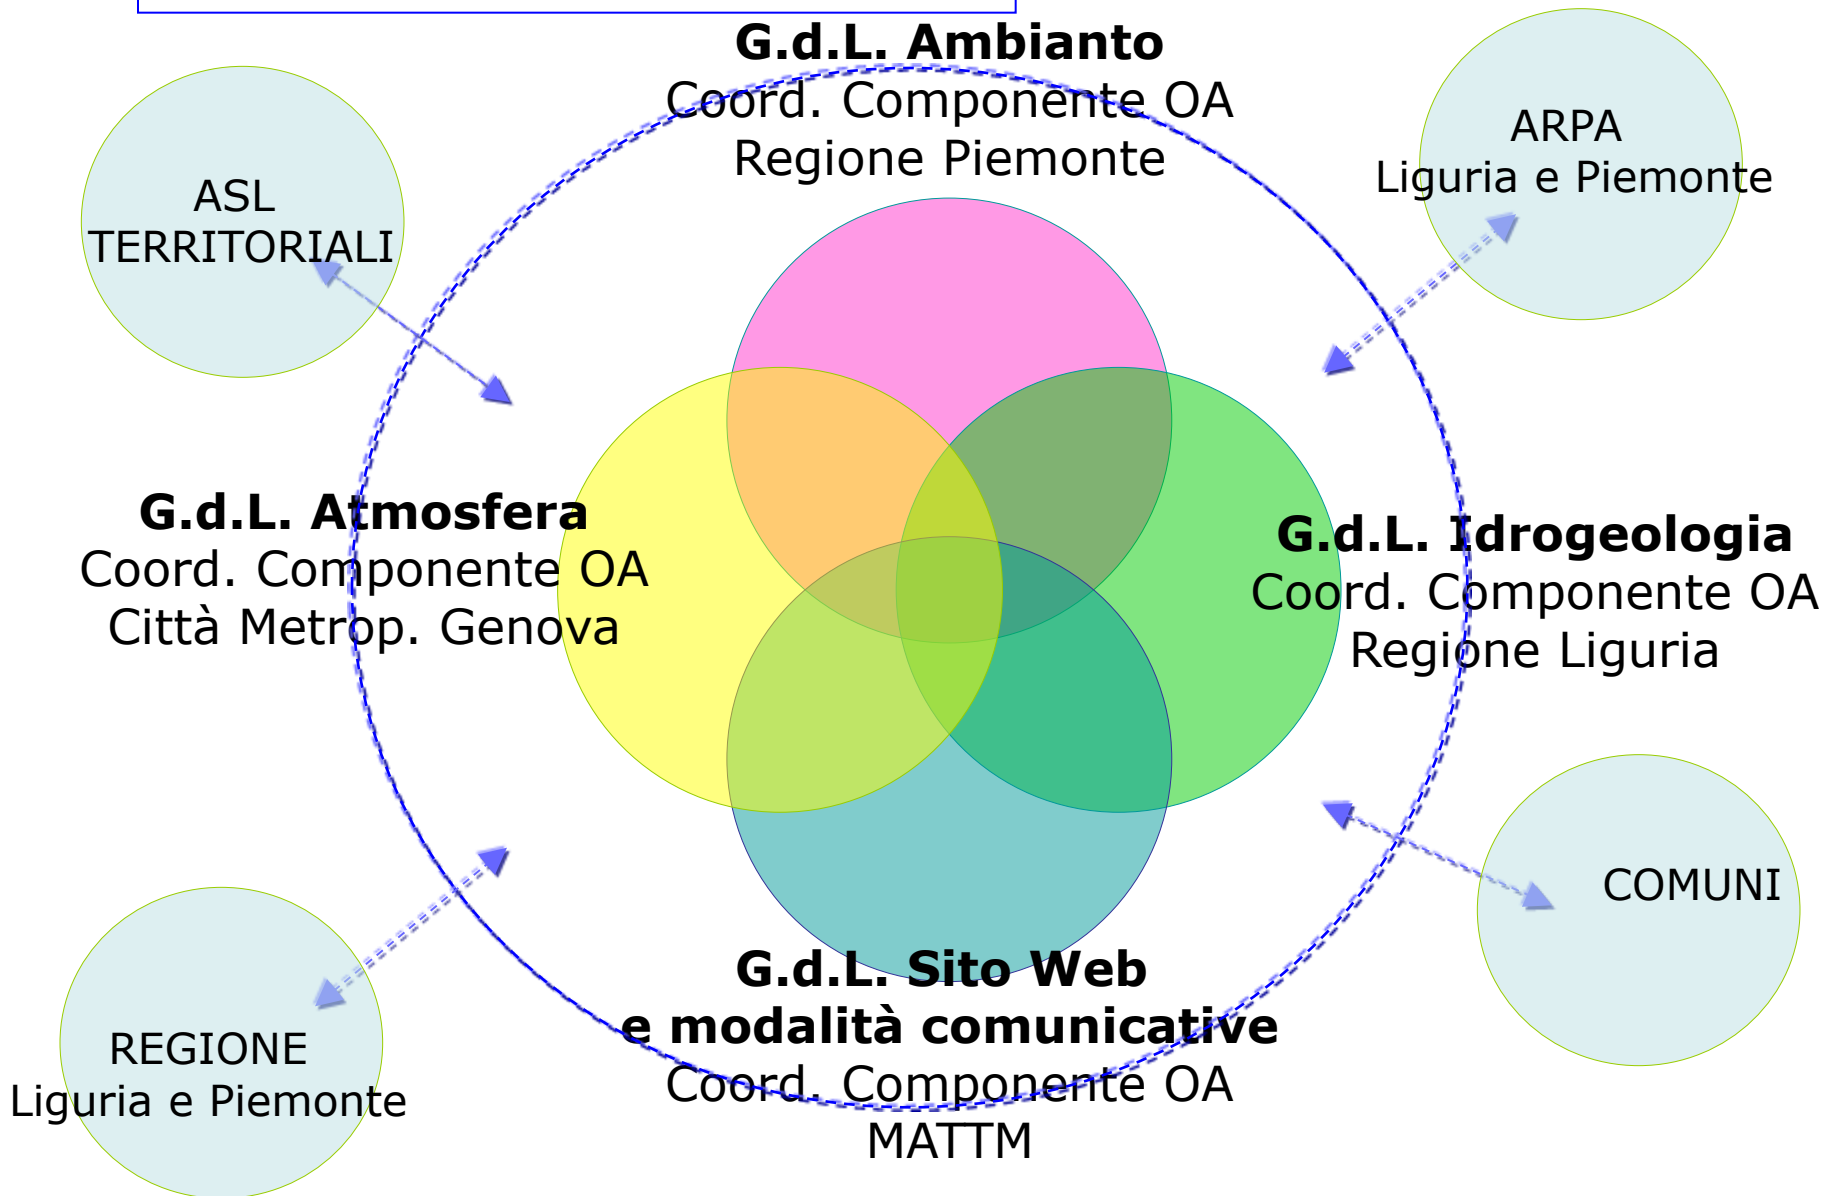 G.d.L. Ambianto
Coord. Componente OA
Regione Piemonte
ASL
TERRITORIALI
ARPA
Liguria e Piemonte
G.d.L. Atmosfera
Coord. Componente OA
Città Metrop. Genova
G.d.L. Idrogeologia
Coord. Componente OA
Regione Liguria
COMUNI
G.d.L. Sito Web
e modalità comunicative
Coord. Componente OA
MATTM
REGIONE
Liguria e Piemonte